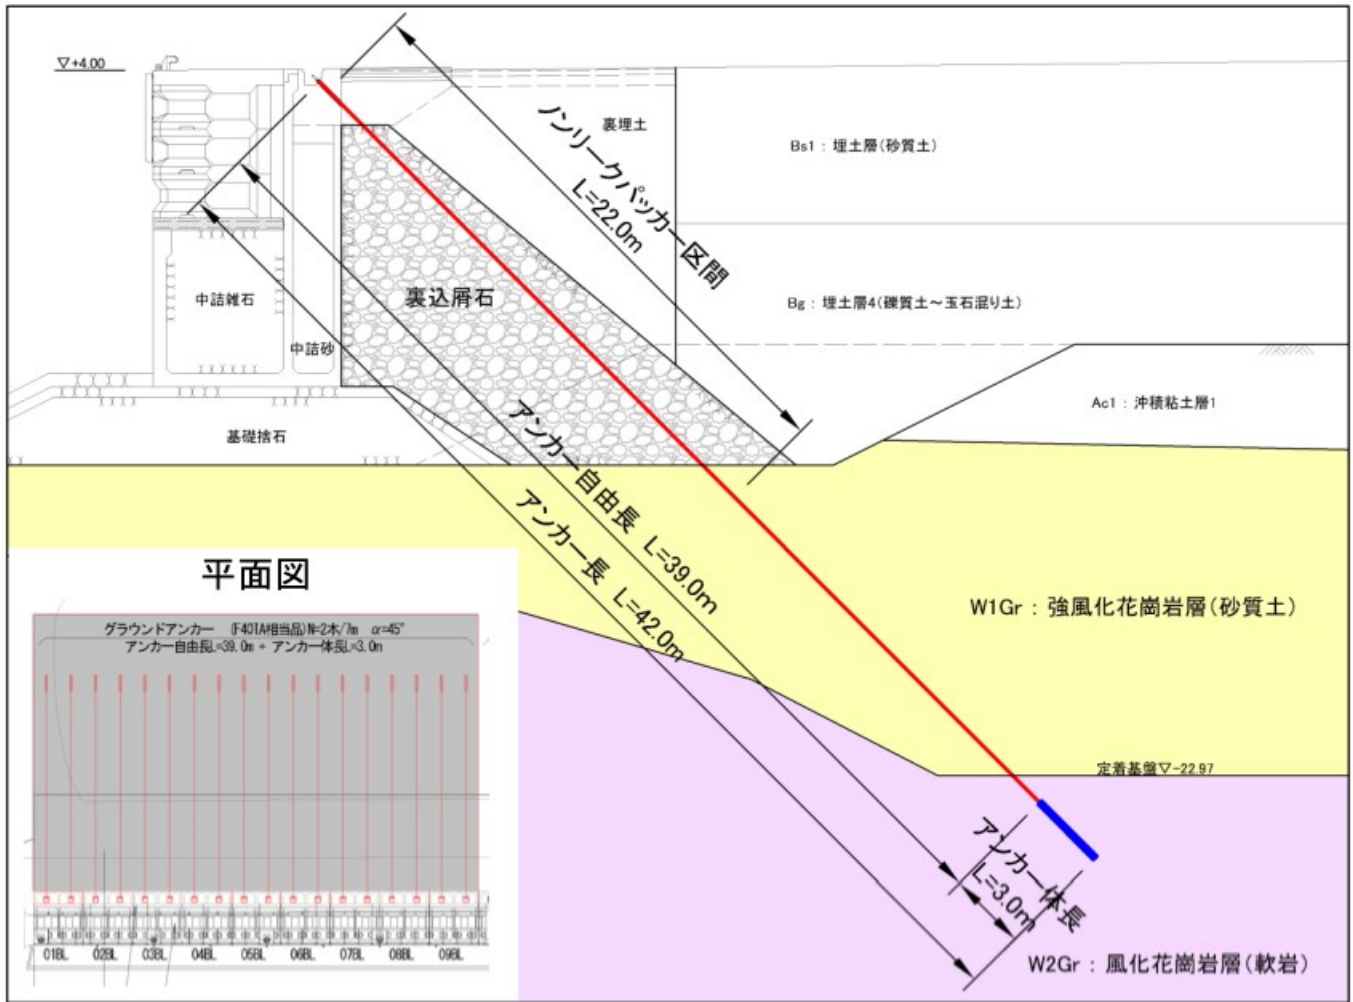 ▽+4.00
ノンリークパッカー区間
L=22.0m
裏埋土
Bs1：埋土層(砂質土)
中詰雑石
裏込屑石
Bg：埋土層4(礫質土～玉石混り土)
中詰砂
Ac1：沖積粘土層1
基礎捨石
アンカー自由長 L=39.0m
アンカー長 L=42.0m
W1Gr：強風化花崗岩層(砂質土)
定着基盤▽-22.97
アンカー体長
L=3.0m
W2Gr：風化花崗岩層(軟岩)
平面図
グラウンドアンカー (F40TA相当品)N=2本/7m α=45°
アンカー自由長L=39.0m + アンカー体長L=3.0m
01BL 02BL 03BL 04BL 05BL 06BL 07BL 08BL 09BL